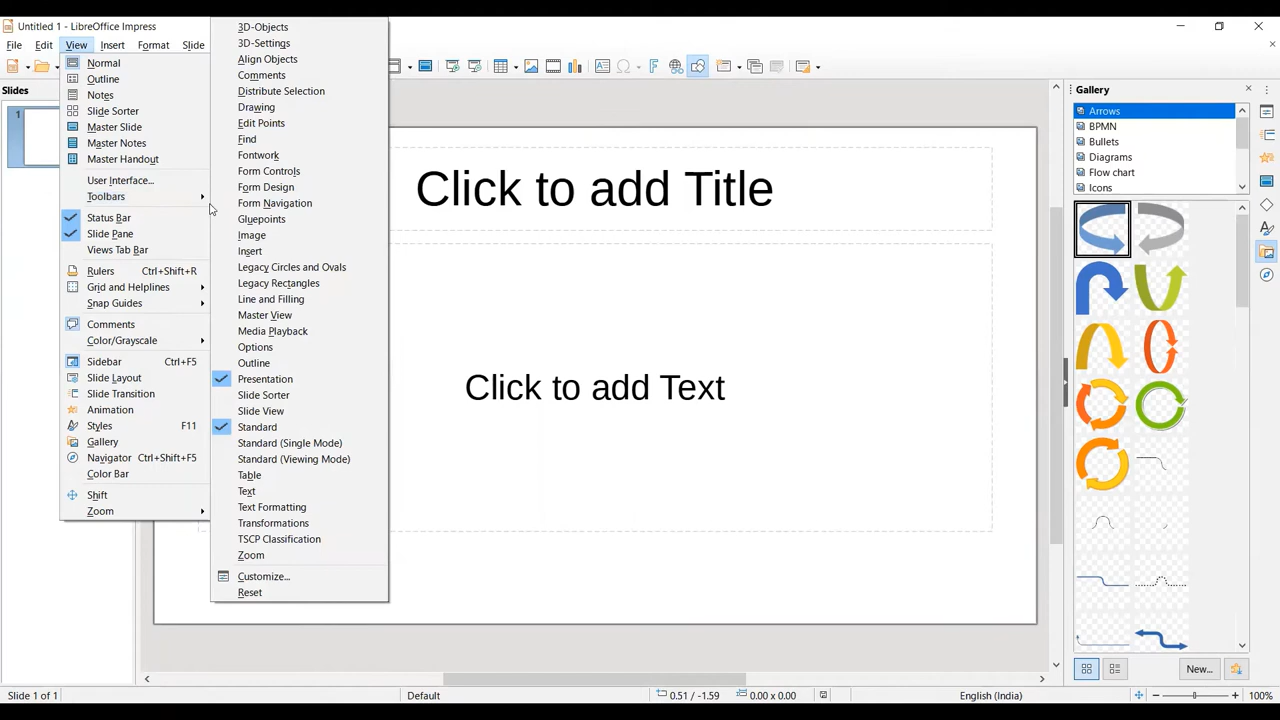 Untitled 1 - LibreOffice Impress
File Edit View Insert Format Slide
Slides
1
Normal
Outline
Notes
Slide Sorter
Master Slide
Master Notes
Master Handout
User Interface...
Toolbars
Status Bar
Slide Pane
Views Tab Bar
Rulers Ctrl+Shift+R
Grid and Helplines
Snap Guides
Comments
Color/Grayscale
Sidebar Ctrl+F5
Slide Layout
Slide Transition
Animation
Styles F11
Gallery
Navigator Ctrl+Shift+F5
Color Bar
Shift
Zoom
3D-Objects
3D-Settings
Align Objects
Comments
Distribute Selection
Drawing
Edit Points
Find
Fontwork
Form Controls
Form Design
Form Navigation
Gluepoints
Image
Insert
Legacy Circles and Ovals
Legacy Rectangles
Line and Filling
Master View
Media Playback
Options
Outline
Presentation
Slide Sorter
Slide View
Standard
Standard (Single Mode)
Standard (Viewing Mode)
Table
Text
Text Formatting
Transformations
TSCP Classification
Zoom
Customize...
Reset
Click to add Title
Click to add Text
Gallery
Arrows
BPMN
Bullets
Diagrams
Flow chart
Icons
New...
Slide 1 of 1 Default 0.51 / -1.59 0.00 x 0.00 English (India) 100%